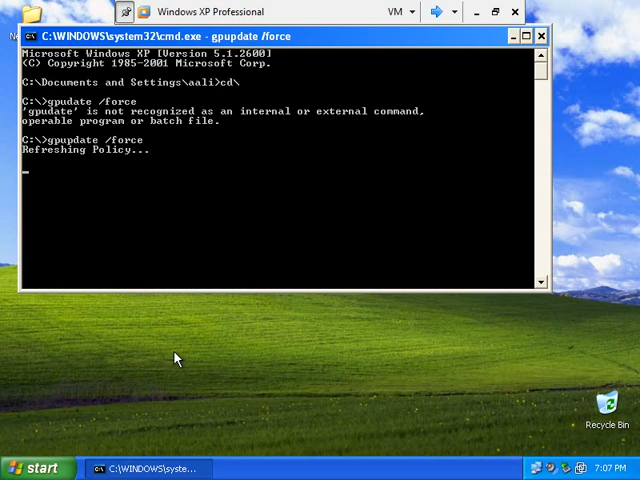 Windows XP Professional
VM
C:\WINDOWS\system32\cmd.exe - gpupdate /force
Microsoft Windows XP [Version 5.1.2600]
(C) Copyright 1985-2001 Microsoft Corp.
C:\Documents and Settings\aali>cd\
C:\>gpudate /force
'gpudate' is not recognized as an internal or external command,
operable program or batch file.
C:\>gpupdate /force
Refreshing Policy...
Recycle Bin
start
C:\WINDOWS\syste...
7:07 PM